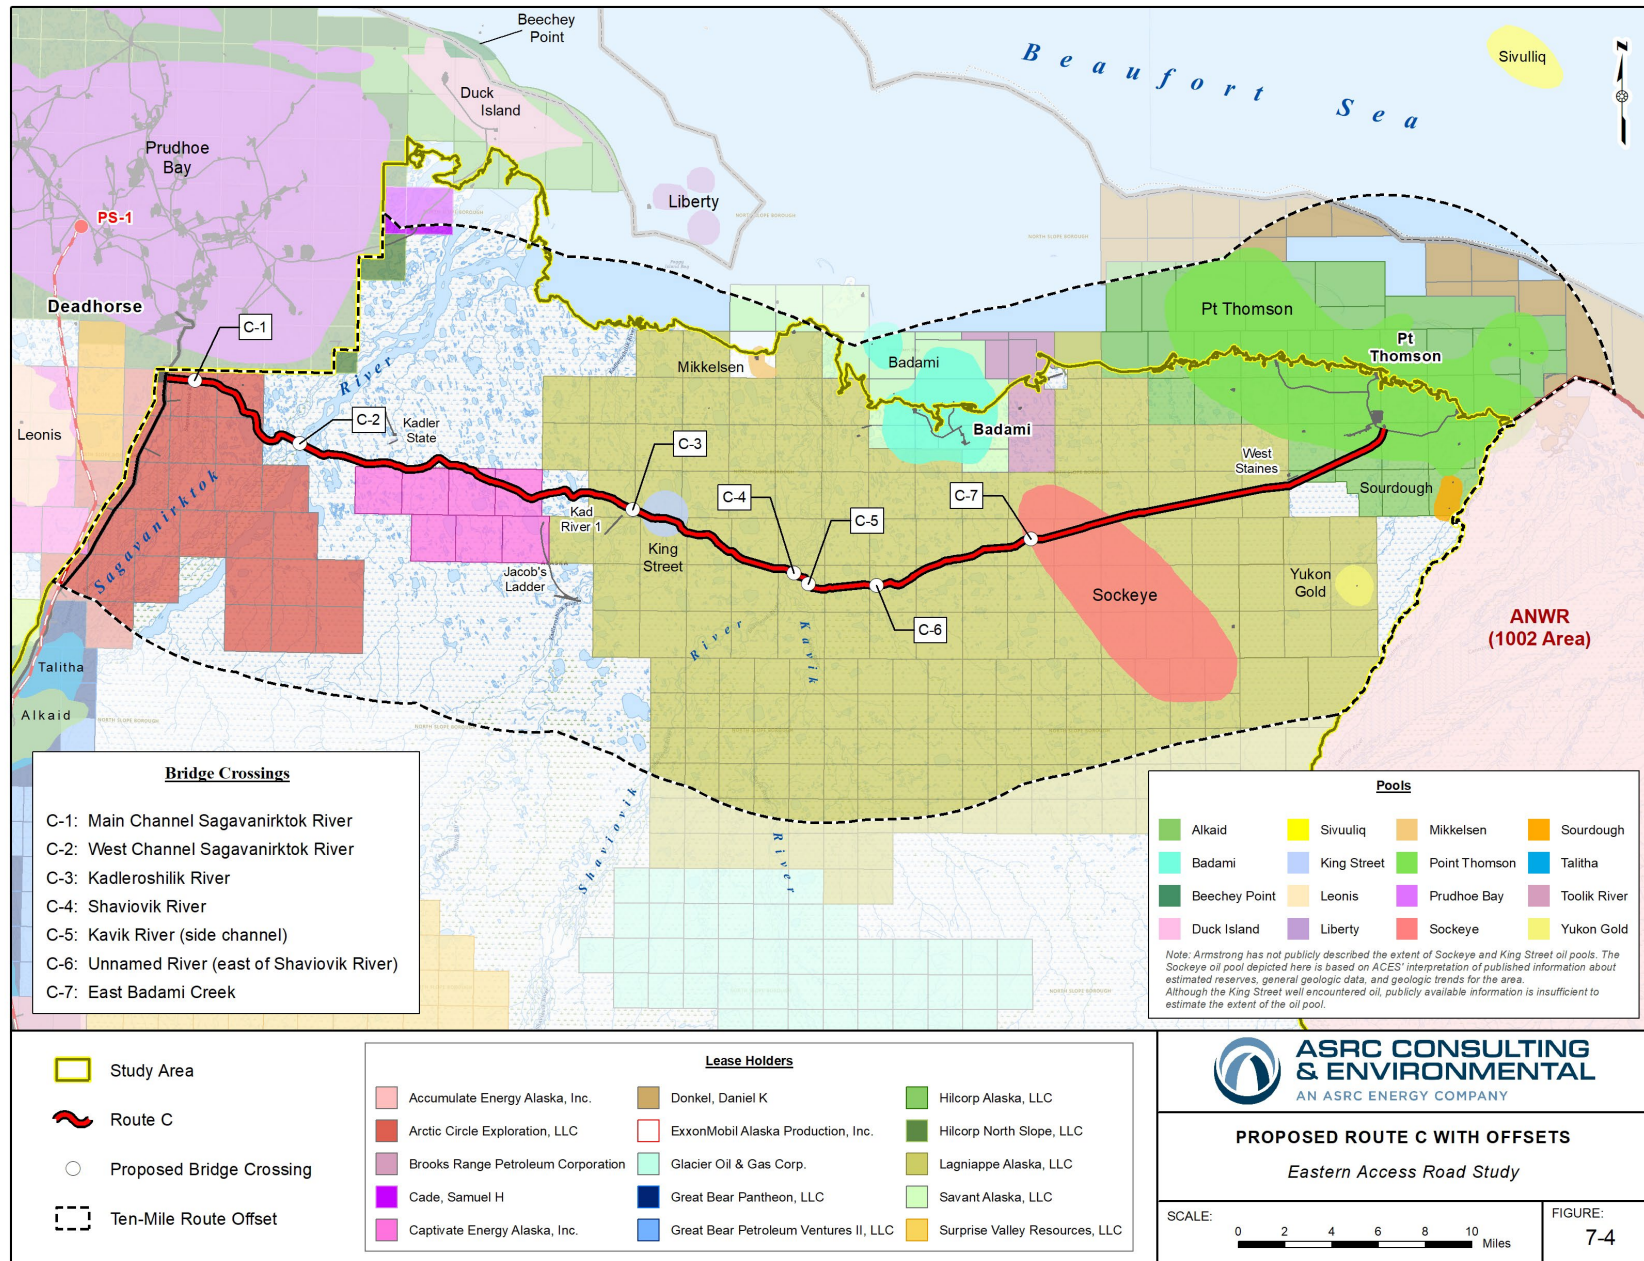 Beechey
Point
Beaufort Sea
Sivulliq
N
Duck
Island
Prudhoe
Bay
PS-1
Liberty
NORTH SLOPE BOROUGH
NORTH SLOPE BOROUGH
Deadhorse
Pt Thomson
C-1
Pt
Thomson
River
Mikkelsen
Badami
C-2
Kadler
State
Leonis
Badami
C-3
West
Staines
Sourdough
Sagavanirktok
C-4
C-7
Kad
River 1
C-5
King
Street
Jacob's
Ladder
Yukon
Gold
Sockeye
ANWR
(1002 Area)
C-6
River
Kavik
Talitha
Alkaid
NORTH SLOPE BOROUGH
NORTH SLOPE BOROUGH
Shaviovik
River
Bridge Crossings
C-1: Main Channel Sagavanirktok River
C-2: West Channel Sagavanirktok River
C-3: Kadleroshilik River
C-4: Shaviovik River
C-5: Kavik River (side channel)
C-6: Unnamed River (east of Shaviovik River)
C-7: East Badami Creek
Pools
Alkaid
Sivuuliq
Mikkelsen
Sourdough
Badami
King Street
Point Thomson
Talitha
Beechey Point
Leonis
Prudhoe Bay
Toolik River
Duck Island
Liberty
Sockeye
Yukon Gold
Note: Armstrong has not publicly described the extent of Sockeye and King Street oil pools. The
Sockeye oil pool depicted here is based on ACES' interpretation of published information about
estimated reserves, general geologic data, and geologic trends for the area.
Although the King Street well encountered oil, publicly available information is insufficient to
estimate the extent of the oil pool.
Study Area
Route C
Proposed Bridge Crossing
Ten-Mile Route Offset
Lease Holders
Accumulate Energy Alaska, Inc.
Donkel, Daniel K
Hilcorp Alaska, LLC
Arctic Circle Exploration, LLC
ExxonMobil Alaska Production, Inc.
Hilcorp North Slope, LLC
Brooks Range Petroleum Corporation
Glacier Oil & Gas Corp.
Lagniappe Alaska, LLC
Cade, Samuel H
Great Bear Pantheon, LLC
Savant Alaska, LLC
Captivate Energy Alaska, Inc.
Great Bear Petroleum Ventures II, LLC
Surprise Valley Resources, LLC
ASRC CONSULTING
& ENVIRONMENTAL
AN ASRC ENERGY COMPANY
PROPOSED ROUTE C WITH OFFSETS
Eastern Access Road Study
SCALE:
0 2 4 6 8 10
Miles
FIGURE:
7-4